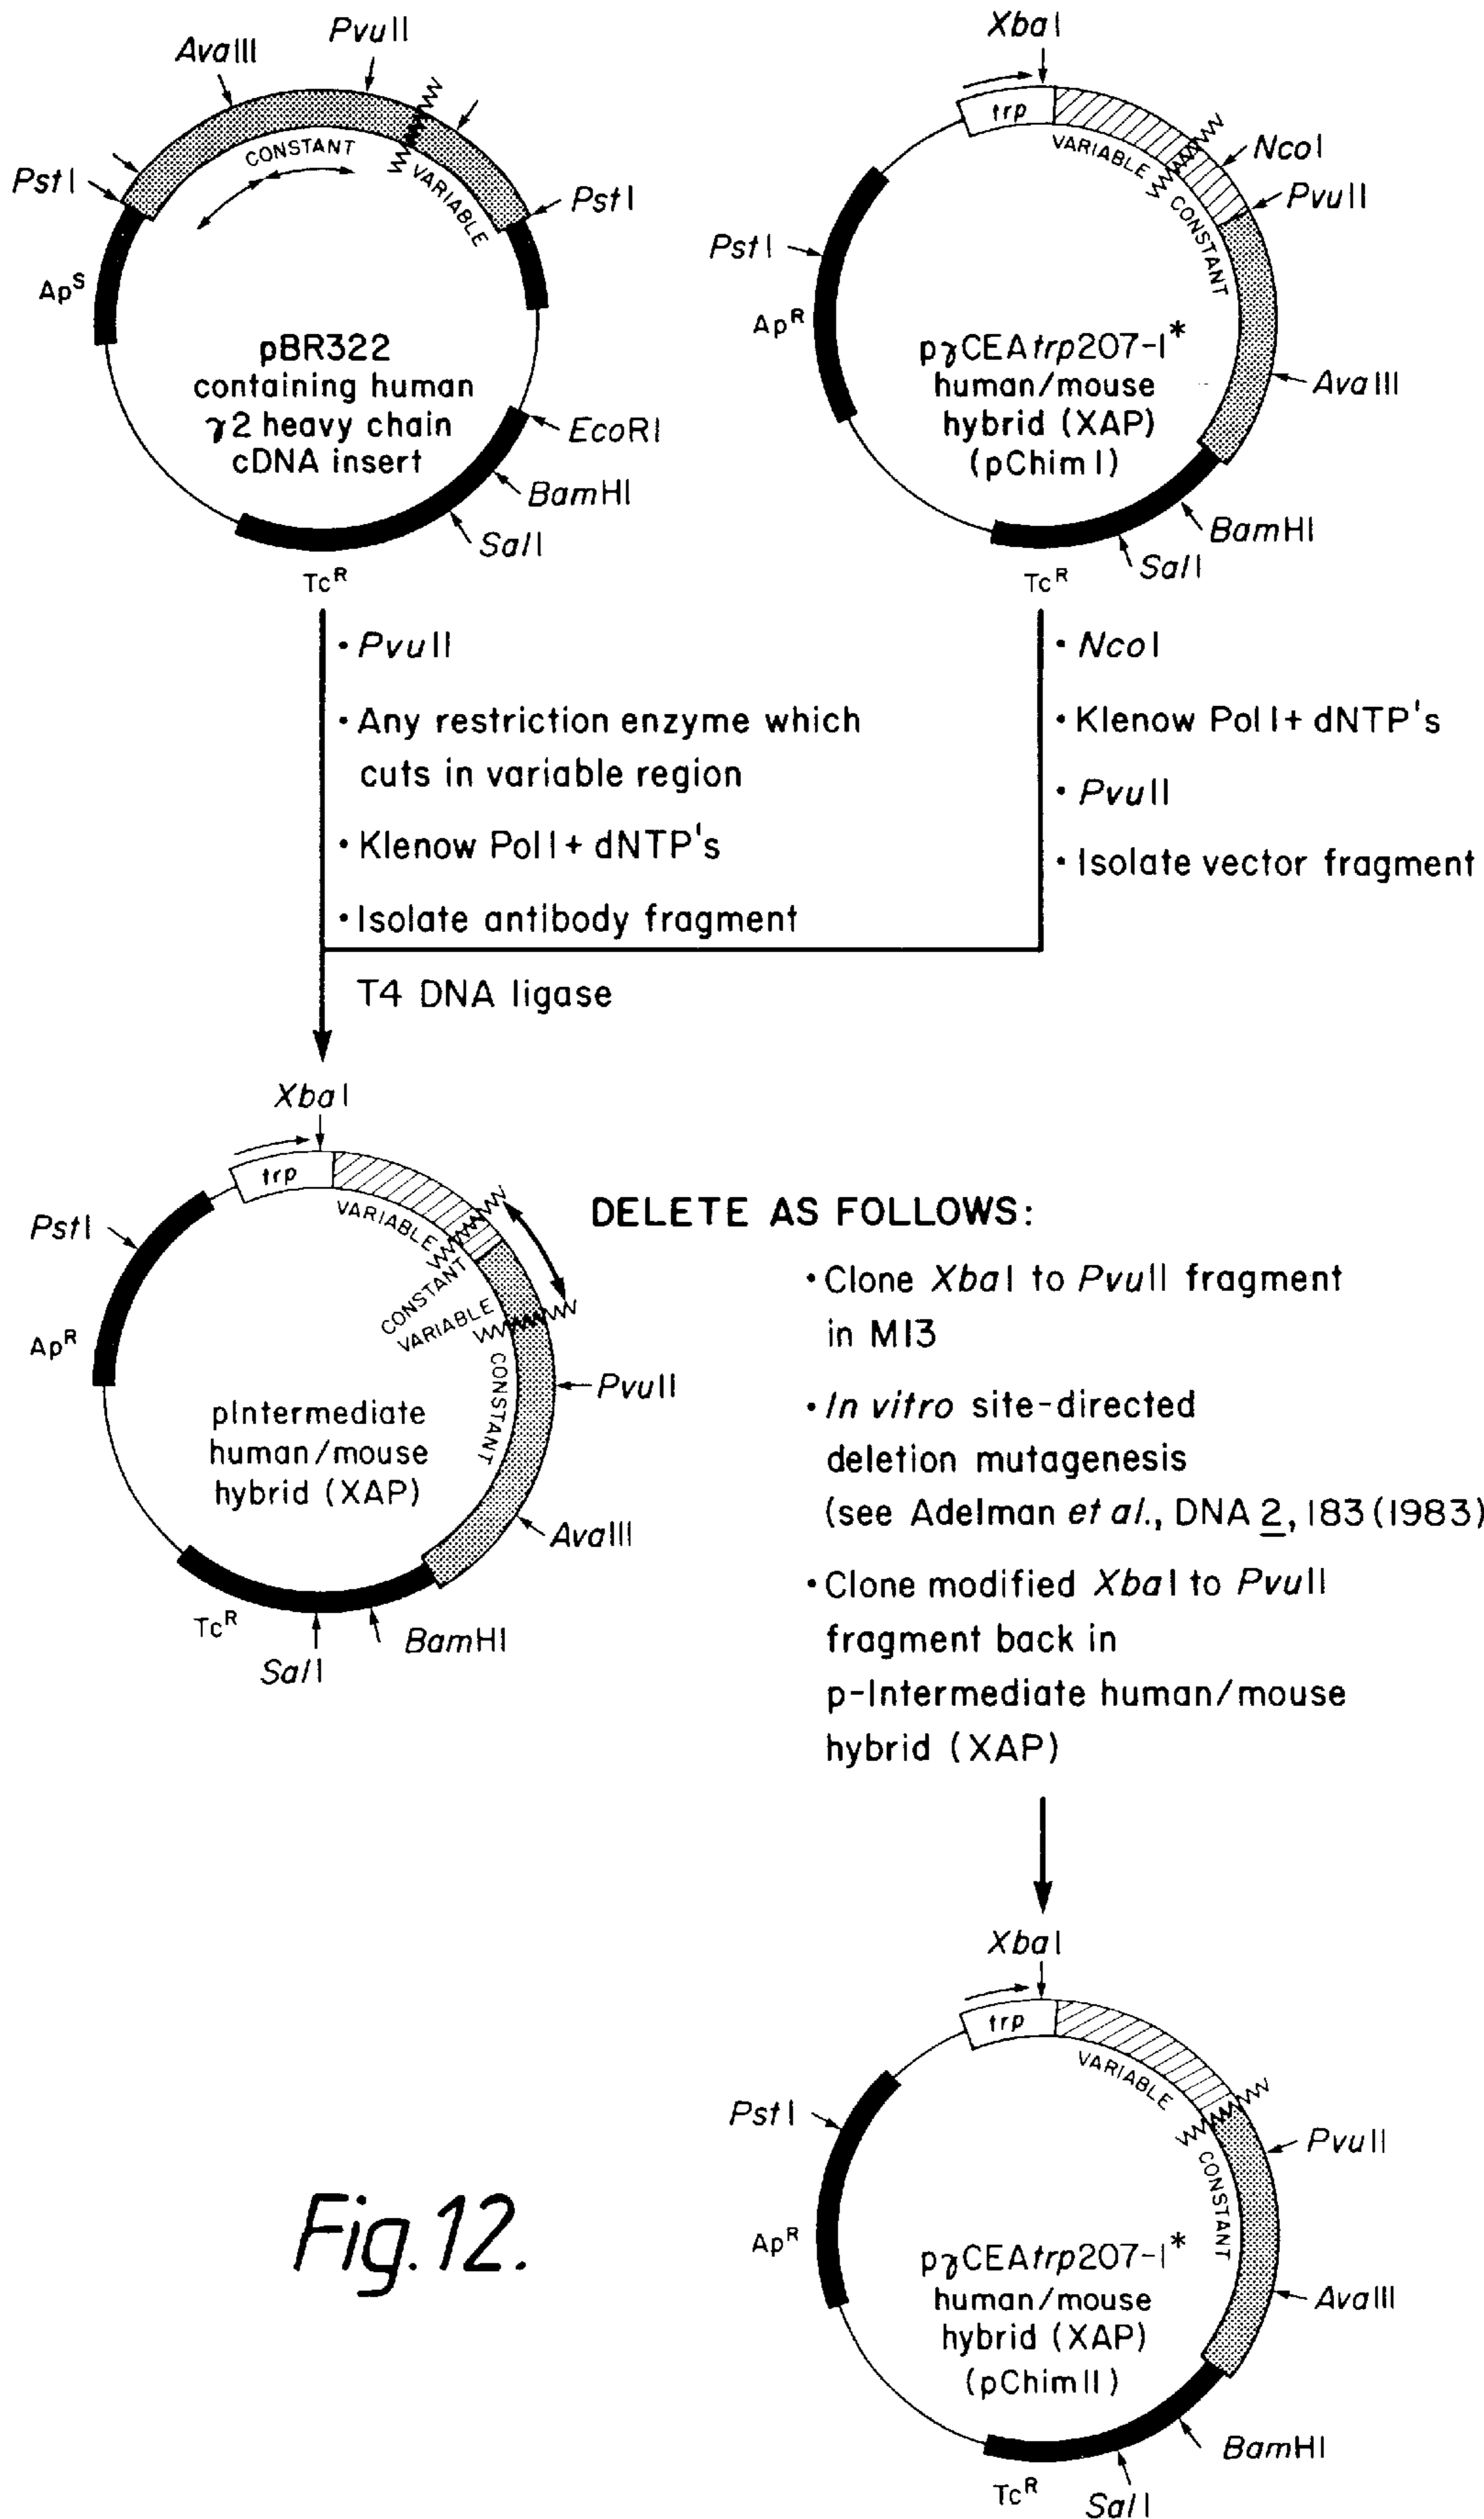 PvuII
AvaIII
PstI
CONSTANT
VARIABLE
PstI
Ap^S
pBR322
containing human
γ2 heavy chain
cDNA insert
EcoRI
BamHI
SalI
Tc^R
XbaI
trp
VARIABLE
NcoI
PvuII
CONSTANT
PstI
Ap^R
pγCEAtrp207-1*
human/mouse
hybrid (XAP)
(pChim I)
AvaIII
BamHI
SalI
Tc^R
• PvuII
• Any restriction enzyme which
cuts in variable region
• Klenow Pol I + dNTP's
• Isolate antibody fragment
• NcoI
• Klenow Pol I + dNTP's
• PvuII
• Isolate vector fragment
T4 DNA ligase
XbaI
trp
VARIABLE
PstI
CONSTANT
VARIABLE
Ap^R
CONSTANT
PvuII
pIntermediate
human/mouse
hybrid (XAP)
AvaIII
Tc^R
BamHI
SalI
DELETE AS FOLLOWS:
• Clone XbaI to PvuII fragment
in M13
• In vitro site-directed
deletion mutagenesis
(see Adelman et al., DNA 2, 183 (1983)
• Clone modified XbaI to PvuII
fragment back in
p-Intermediate human/mouse
hybrid (XAP)
XbaI
trp
VARIABLE
PstI
PvuII
CONSTANT
Ap^R
pγCEAtrp207-1*
human/mouse
hybrid (XAP)
(pChim II)
AvaIII
BamHI
Tc^R
SalI
Fig. 12.